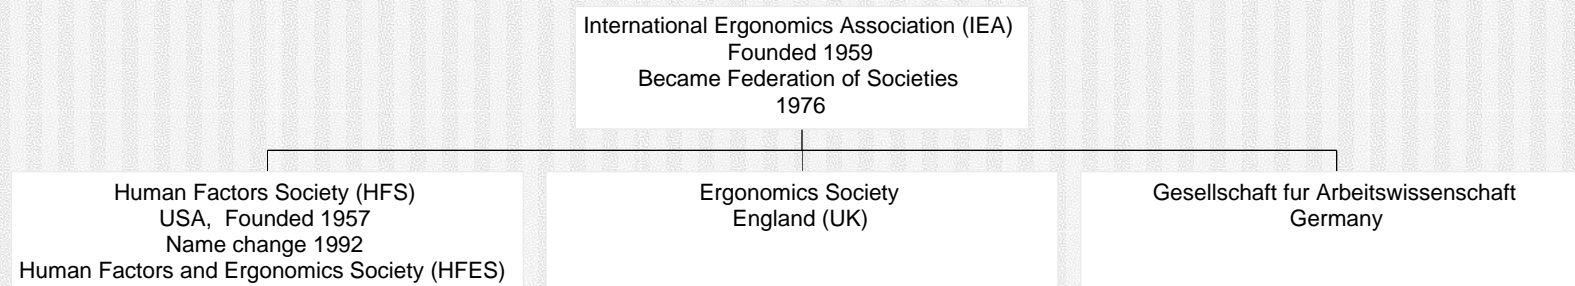 International Ergonomics Association (IEA)
Founded 1959
Became Federation of Societies
1976
Human Factors Society (HFS)
USA,  Founded 1957
Name change 1992
Human Factors and Ergonomics Society (HFES)
Ergonomics Society
England (UK)
Gesellschaft fur Arbeitswissenschaft
Germany